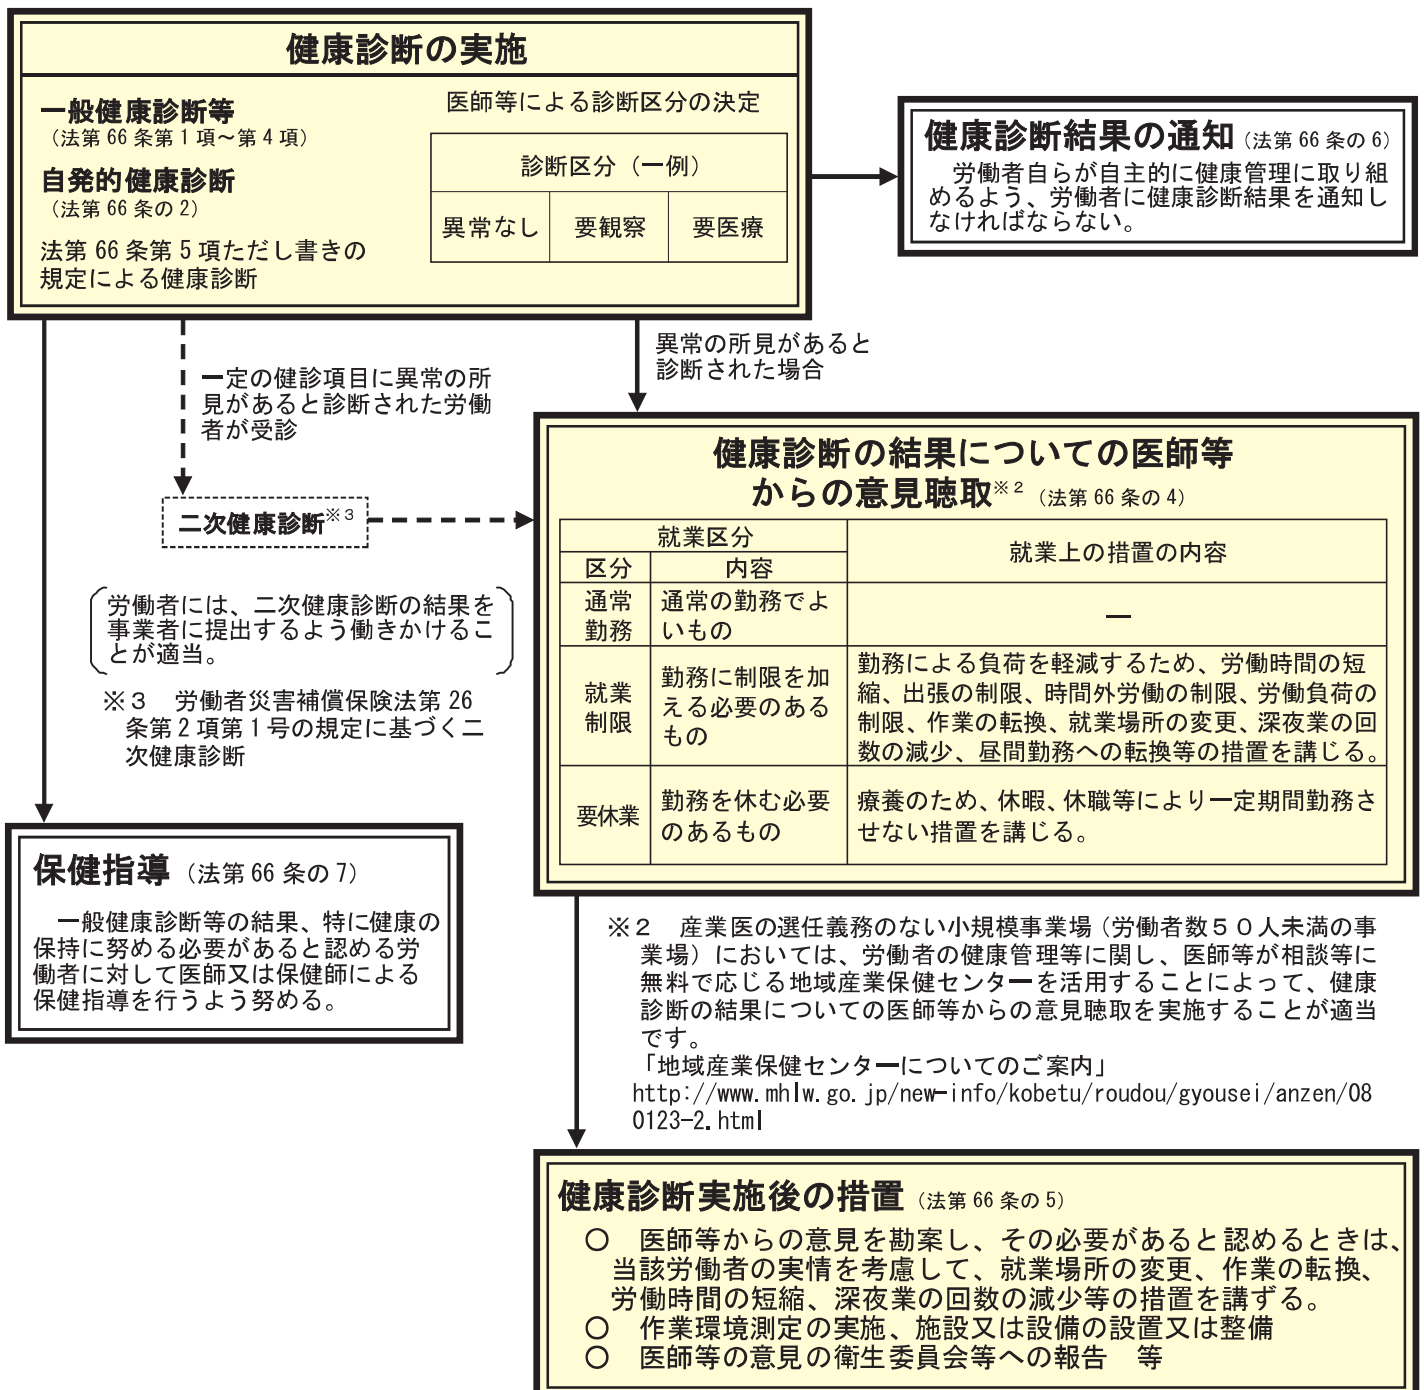 健康診断の実施
一般健康診断等
（法第 66 条第 1 項～第 4 項）
自発的健康診断
（法第 66 条の 2）
法第 66 条第 5 項ただし書きの
規定による健康診断
医師等による診断区分の決定
診断区分（一例）
異常なし 要観察 要医療
健康診断結果の通知（法第 66 条の 6）
労働者自らが自主的に健康管理に取り組
めるよう、労働者に健康診断結果を通知し
なければならない。
異常の所見があると
診断された場合
一定の健診項目に異常の所
見があると診断された労働
者が受診
二次健康診断※３
労働者には、二次健康診断の結果を
事業者に提出するよう働きかけるこ
とが適当。
※３　労働者災害補償保険法第 26
条第 2 項第 1 号の規定に基づく二
次健康診断
健康診断の結果についての医師等
からの意見聴取※２（法第 66 条の 4）
就業区分 就業上の措置の内容
区分 内容
通常
勤務
通常の勤務でよ
いもの
―
就業
制限
勤務に制限を加
える必要のある
もの
勤務による負荷を軽減するため、労働時間の短
縮、出張の制限、時間外労働の制限、労働負荷の
制限、作業の転換、就業場所の変更、深夜業の回
数の減少、昼間勤務への転換等の措置を講じる。
要休業
勤務を休む必要
のあるもの
療養のため、休暇、休職等により一定期間勤務さ
せない措置を講じる。
保健指導（法第 66 条の 7）
一般健康診断等の結果、特に健康の
保持に努める必要があると認める労
働者に対して医師又は保健師による
保健指導を行うよう努める。
※２　産業医の選任義務のない小規模事業場（労働者数５０人未満の事
業場）においては、労働者の健康管理等に関し、医師等が相談等に
無料で応じる地域産業保健センターを活用することによって、健康
診断の結果についての医師等からの意見聴取を実施することが適当
です。
「地域産業保健センターについてのご案内」
http://www.mhlw.go.jp/new-info/kobetu/roudou/gyousei/anzen/08
0123-2.html
健康診断実施後の措置（法第 66 条の 5）
○　医師等からの意見を勘案し、その必要があると認めるときは、
当該労働者の実情を考慮して、就業場所の変更、作業の転換、
労働時間の短縮、深夜業の回数の減少等の措置を講ずる。
○　作業環境測定の実施、施設又は設備の設置又は整備
○　医師等の意見の衛生委員会等への報告　等